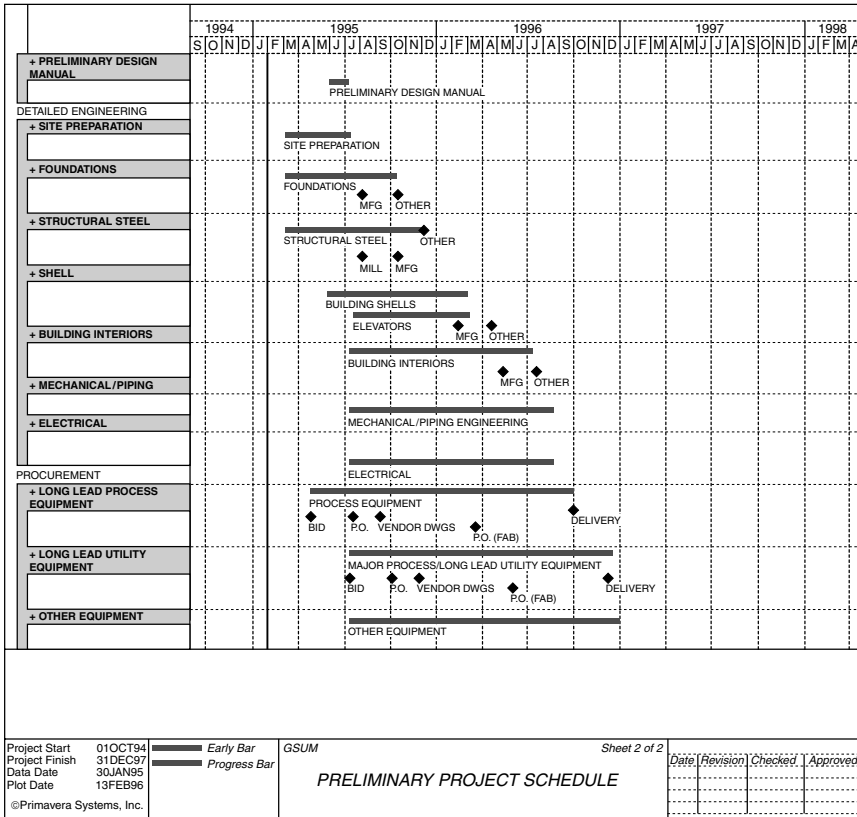 1994 1995 1996 1997 1998
S O N D J F M A M J J A S O N D J F M A M J J A S O N D J F M A M J J A S O N D J F M A
+ PRELIMINARY DESIGN
MANUAL
PRELIMINARY DESIGN MANUAL
DETAILED ENGINEERING
+ SITE PREPARATION
SITE PREPARATION
+ FOUNDATIONS
FOUNDATIONS
MFG OTHER
+ STRUCTURAL STEEL
STRUCTURAL STEEL OTHER
MILL MFG
+ SHELL
BUILDING SHELLS
ELEVATORS
MFG OTHER
+ BUILDING INTERIORS
BUILDING INTERIORS
MFG OTHER
+ MECHANICAL/PIPING
MECHANICAL/PIPING ENGINEERING
+ ELECTRICAL
ELECTRICAL
PROCUREMENT
+ LONG LEAD PROCESS
EQUIPMENT
PROCESS EQUIPMENT
BID P.O. VENDOR DWGS P.O. (FAB) DELIVERY
+ LONG LEAD UTILITY
EQUIPMENT
MAJOR PROCESS/LONG LEAD UTILITY EQUIPMENT
BID P.O. VENDOR DWGS P.O. (FAB) DELIVERY
+ OTHER EQUIPMENT
OTHER EQUIPMENT
Project Start 01OCT94
Project Finish 31DEC97
Data Date 30JAN95
Plot Date 13FEB96
©Primavera Systems, Inc.
Early Bar
Progress Bar
GSUM
Sheet 2 of 2
PRELIMINARY PROJECT SCHEDULE
Date Revision Checked Approved